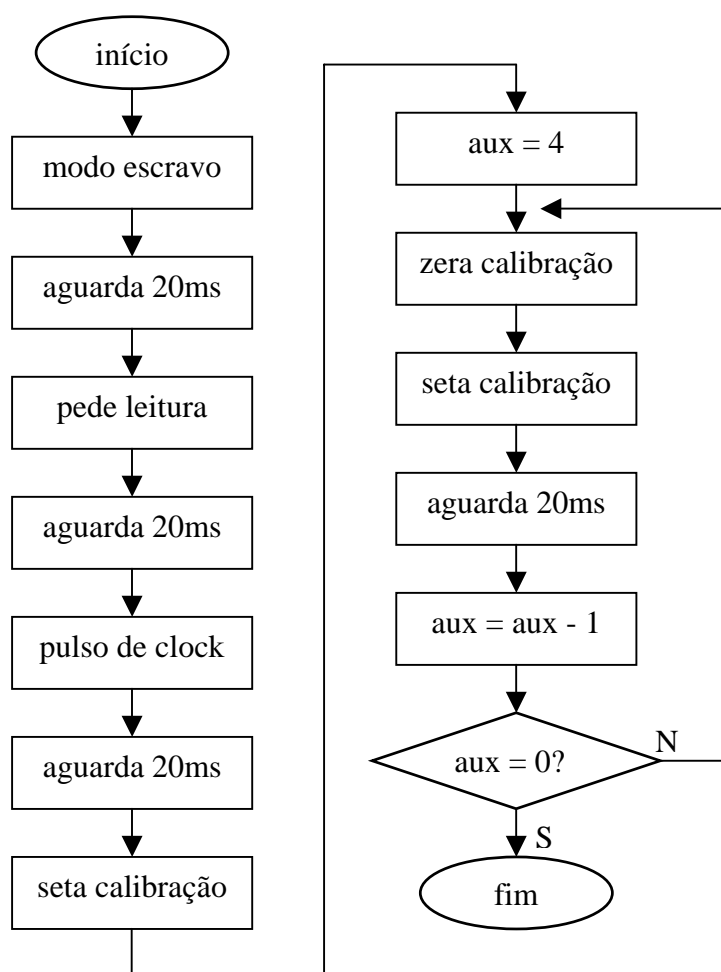 início
modo escravo
aguarda 20ms
pede leitura
aguarda 20ms
pulso de clock
aguarda 20ms
seta calibração
aux = 4
zera calibração
seta calibração
aguarda 20ms
aux = aux - 1
aux = 0?
N
S
fim